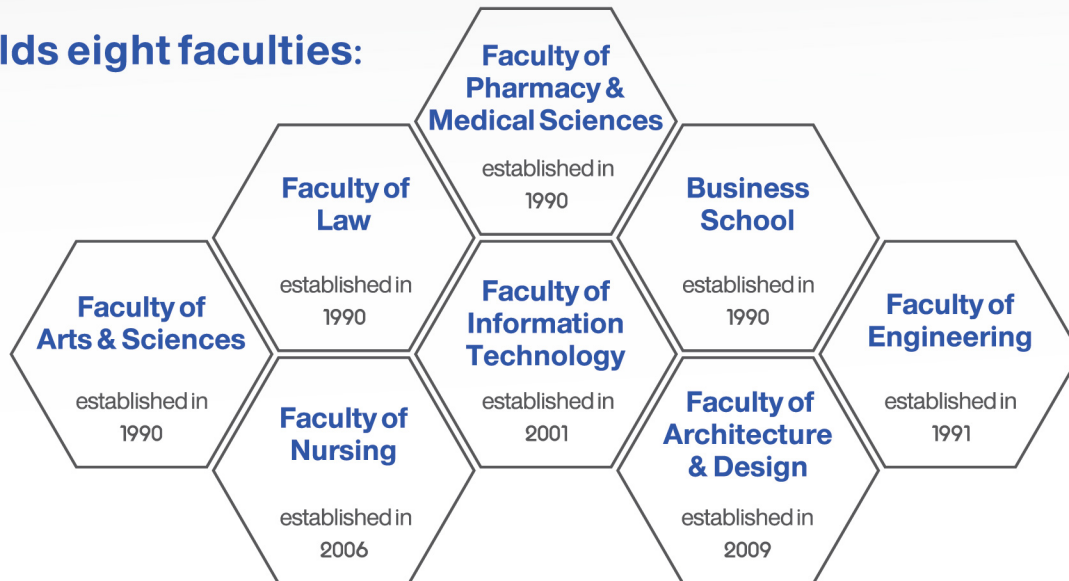 lds eight faculties:
Faculty of
Pharmacy &
Medical Sciences
established in
1990
Faculty of
Law
established in
1990
Business
School
established in
1990
Faculty of
Arts & Sciences
established in
1990
Faculty of
Information
Technology
established in
2001
Faculty of
Engineering
established in
1991
Faculty of
Nursing
established in
2006
Faculty of
Architecture
& Design
established in
2009